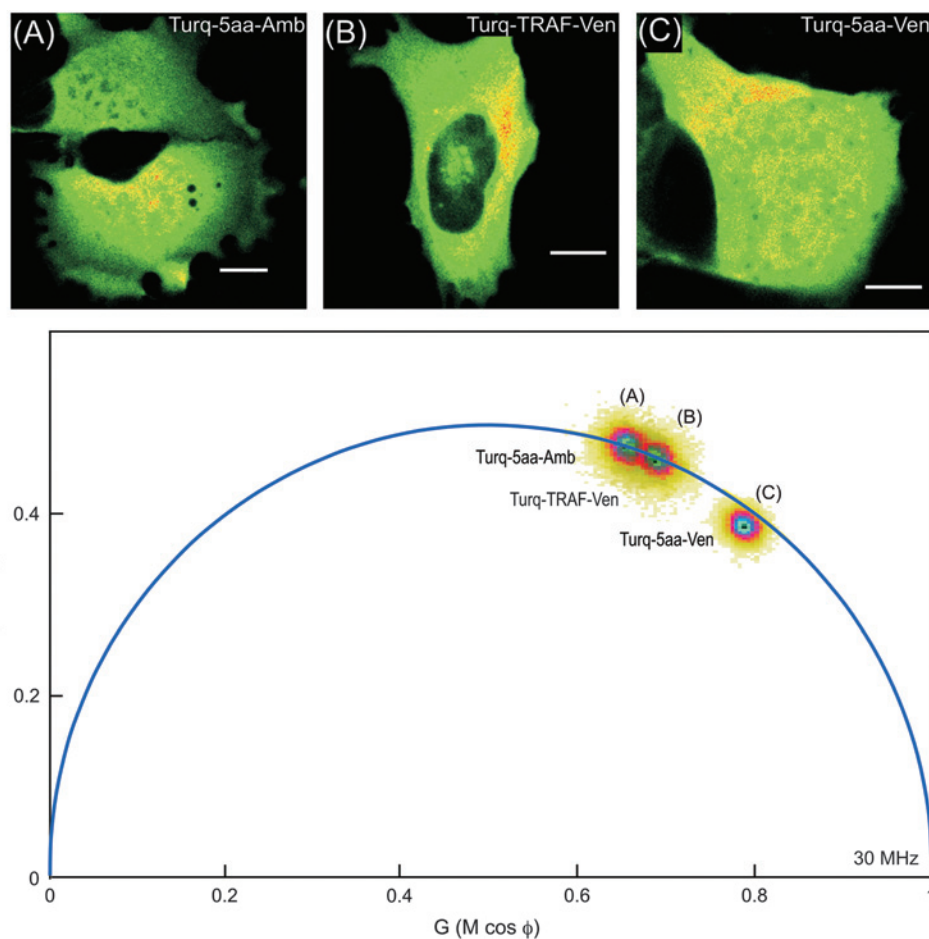 (A) Turq-5aa-Amb
(B) Turq-TRAF-Ven
(C) Turq-5aa-Ven
(A)
(B)
Turq-5aa-Amb
Turq-TRAF-Ven
(C)
Turq-5aa-Ven
0.4
0.2
0
30 MHz
0 0.2 0.4 0.6 0.8
G (M cos ϕ)